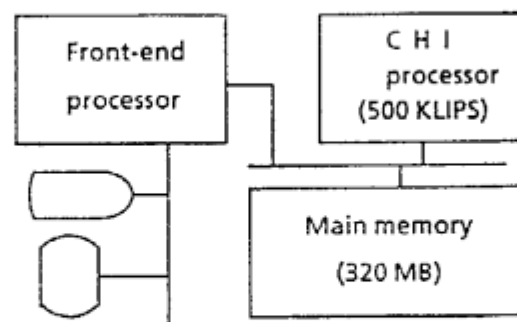 Front-end
processor
C H I
processor
(500 KLIPS)
Main memory
(320 MB)